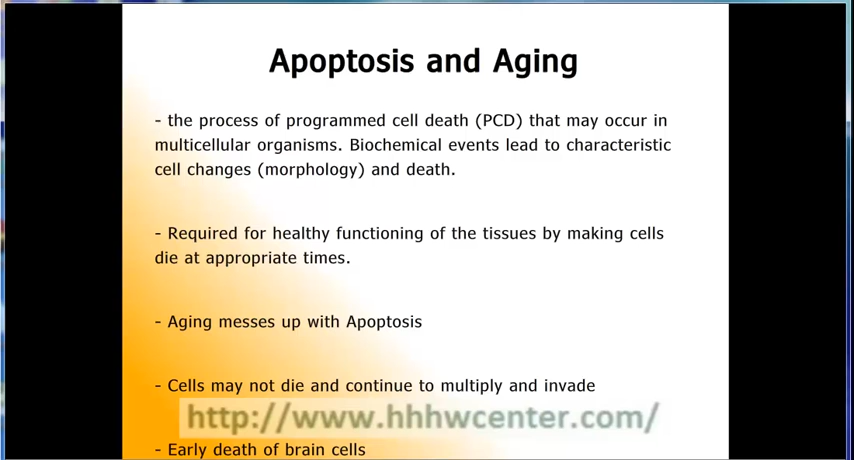 Apoptosis and Aging
- the process of programmed cell death (PCD) that may occur in
multicellular organisms. Biochemical events lead to characteristic
cell changes (morphology) and death.
- Required for healthy functioning of the tissues by making cells
die at appropriate times.
- Aging messes up with Apoptosis
- Cells may not die and continue to multiply and invade
http://www.hhhwcenter.com/
- Early death of brain cells